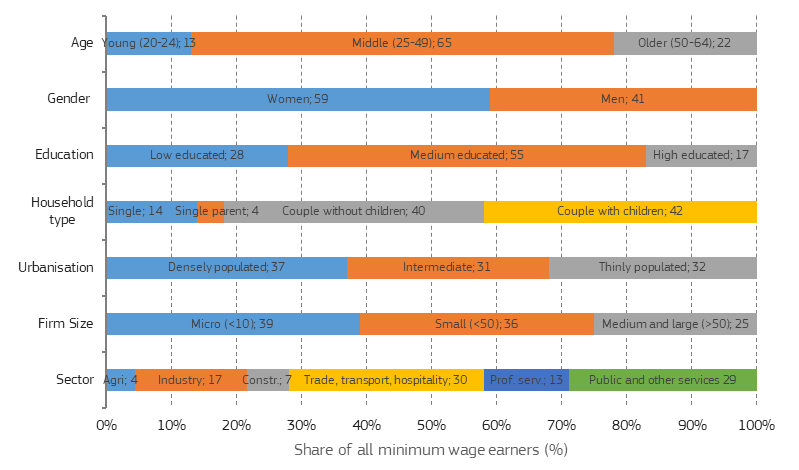 Age
Young (20-24); 13
Middle (25-49); 65
Older (50-64); 22
Gender
Women; 59
Men; 41
Education
Low educated; 28
Medium educated; 55
High educated; 17
Household
type
Single; 14
Single parent; 4
Couple without children; 40
Couple with children; 42
Urbanisation
Densely populated; 37
Intermediate; 31
Thinly populated; 32
Firm Size
Micro (<10); 39
Small (<50); 36
Medium and large (>50); 25
Sector
Agri; 4
Industry; 17
Constr.; 7
Trade, transport, hospitality; 30
Prof. serv.; 13
Public and other services 29
0% 10% 20% 30% 40% 50% 60% 70% 80% 90% 100%
Share of all minimum wage earners (%)